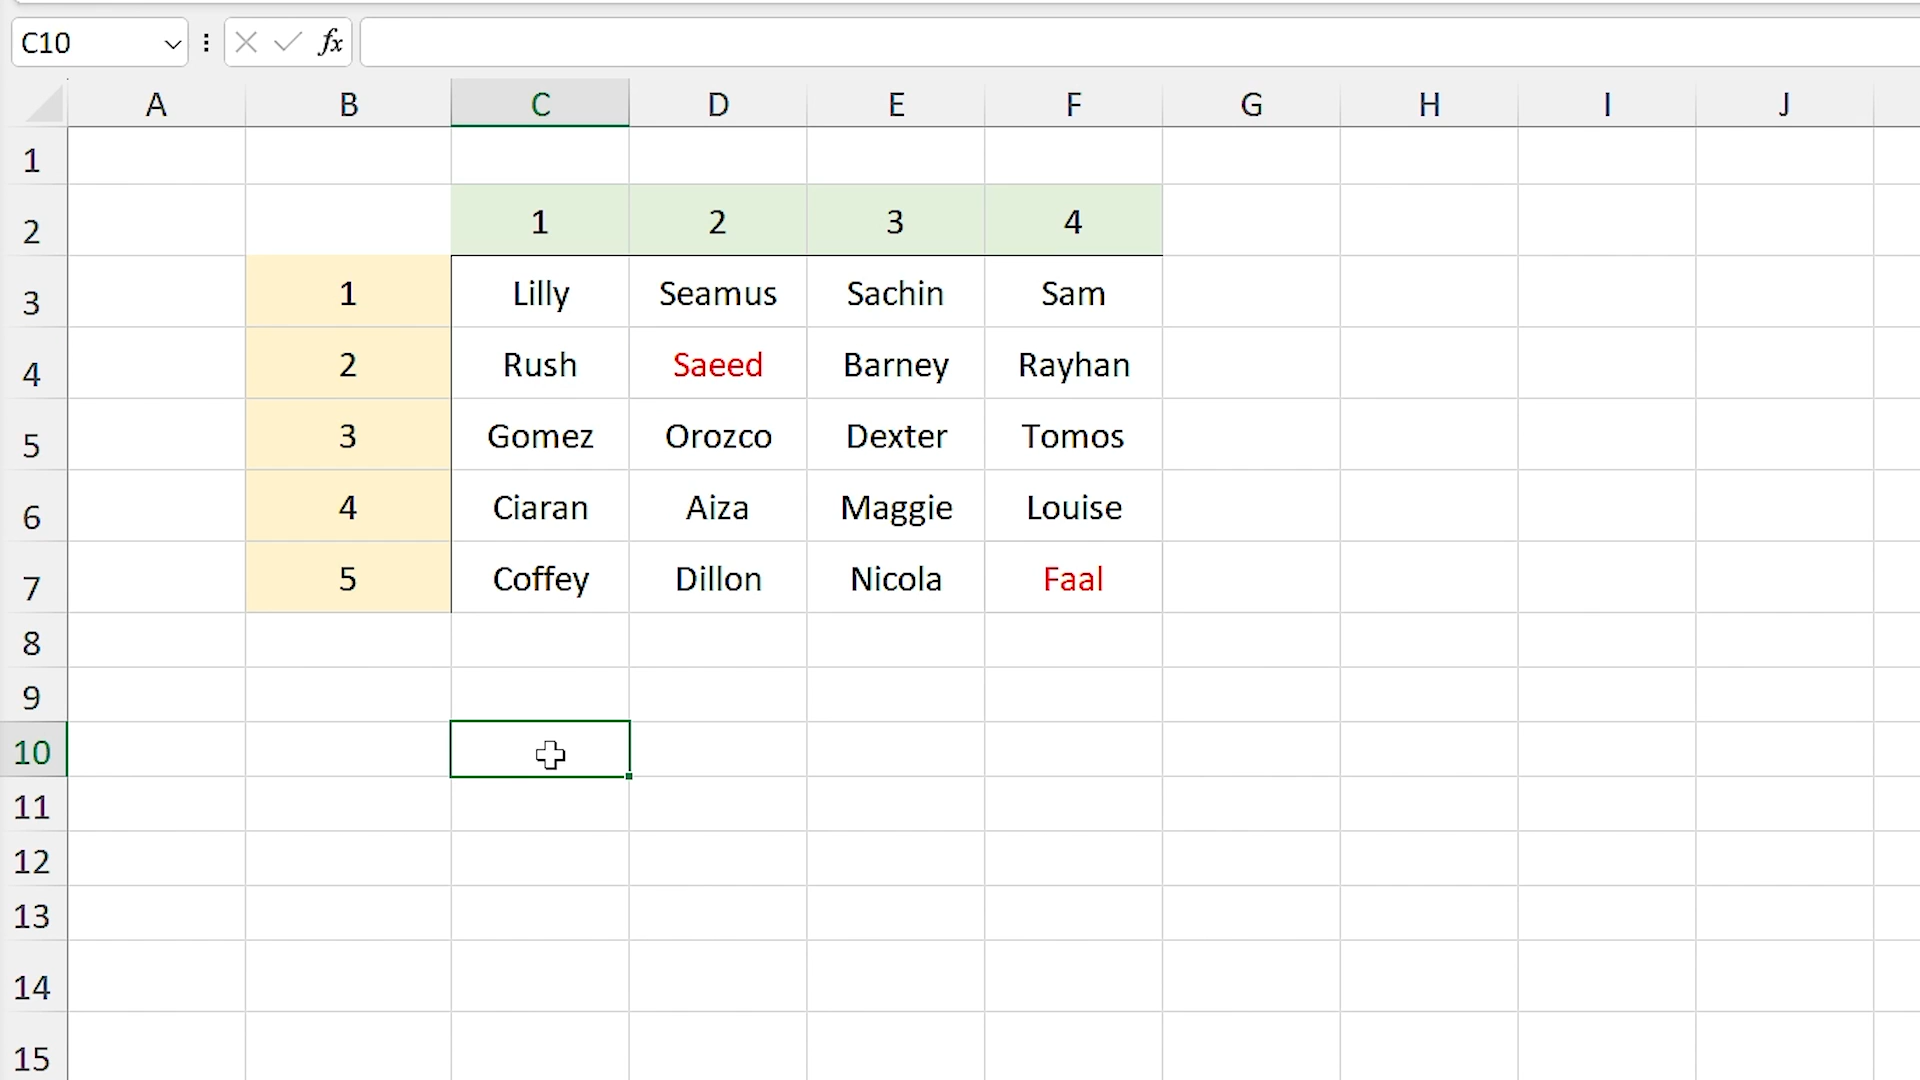 C10 fx
A B C D E F G H I J
1
2 1 2 3 4
3 1 Lilly Seamus Sachin Sam
4 2 Rush Saeed Barney Rayhan
5 3 Gomez Orozco Dexter Tomos
6 4 Ciaran Aiza Maggie Louise
7 5 Coffey Dillon Nicola Faal
8
9
10
11
12
13
14
15